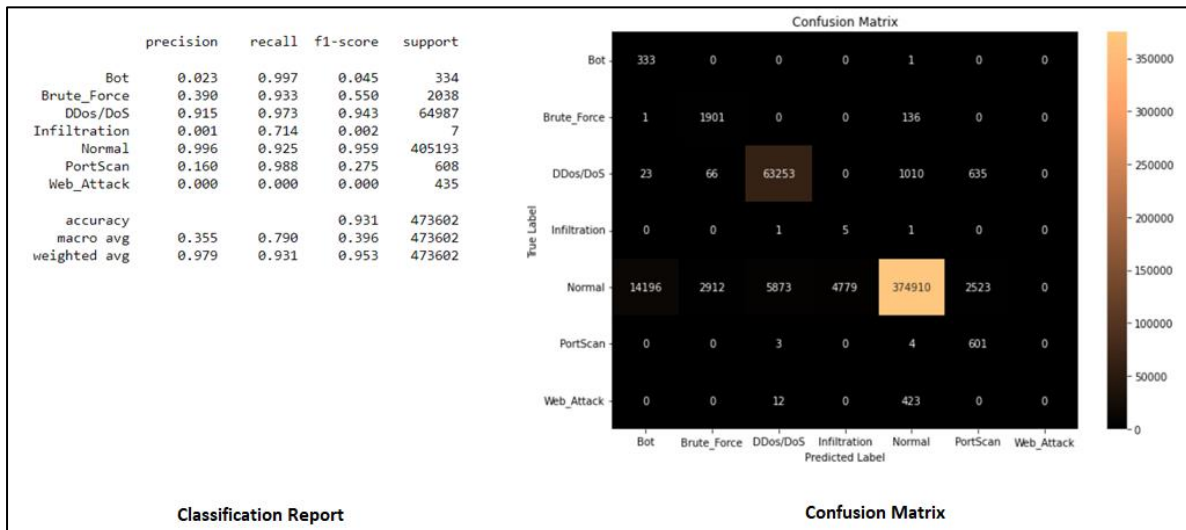 precision recall f1-score support
Bot 0.023 0.997 0.045 334
Brute_Force 0.390 0.933 0.550 2038
DDos/DoS 0.915 0.973 0.943 64987
Infiltration 0.001 0.714 0.002 7
Normal 0.996 0.925 0.959 405193
PortScan 0.160 0.988 0.275 608
Web_Attack 0.000 0.000 0.000 435
accuracy 0.931 473602
macro avg 0.355 0.790 0.396 473602
weighted avg 0.979 0.931 0.953 473602
Classification Report
Confusion Matrix
True Label
Bot 333 0 0 0 1 0 0
Brute_Force 1 1901 0 0 136 0 0
DDos/DoS 23 66 63253 0 1010 635 0
Infiltration 0 0 1 5 1 0 0
Normal 14196 2912 5873 4779 374910 2523 0
PortScan 0 0 3 0 4 601 0
Web_Attack 0 0 12 0 423 0 0
Bot Brute_Force DDos/DoS Infiltration Normal PortScan Web_Attack
Predicted Label
350000
300000
250000
200000
150000
100000
50000
0
Confusion Matrix